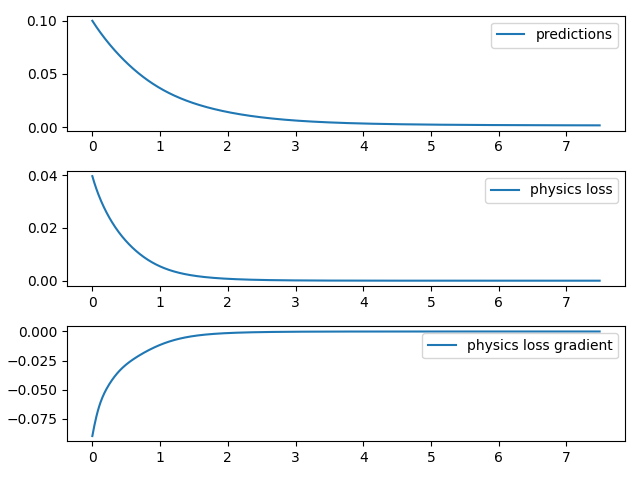 0.10
0.05
0.00
predictions
0 1 2 3 4 5 6 7
0.04
0.02
0.00
physics loss
0 1 2 3 4 5 6 7
0.000
−0.025
−0.050
−0.075
physics loss gradient
0 1 2 3 4 5 6 7